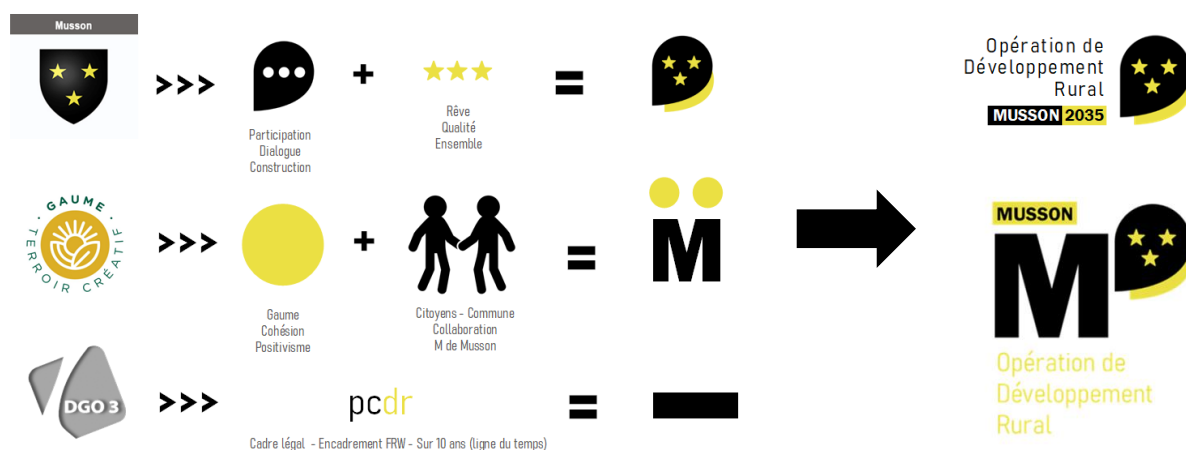 Musson
Participation
Dialogue
Construction
Rêve
Qualité
Ensemble
Opération de
Développement
Rural
MUSSON 2035
GAUME
TERROIR CRÉATIF
Gaume
Cohésion
Positivisme
Citoyens - Commune
Collaboration
M de Musson
M
MUSSON
M
Opération de
Développement
Rural
DGO 3
pcdr
Cadre légal - Encadrement FRW - Sur 10 ans (ligne du temps)